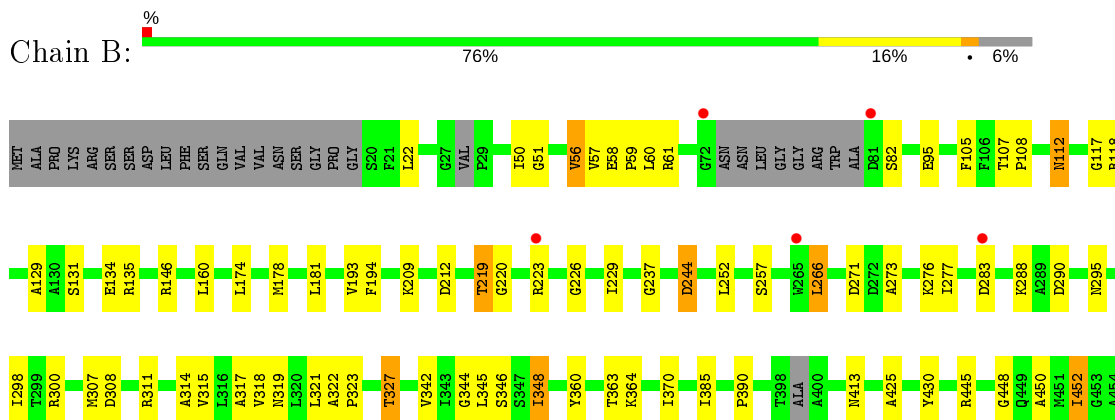 %
Chain B:
76% 16% • 6%
MET ALA PRO LYS ARG SER SER ASP LEU PHE SER GLN VAL VAL ASN SER GLY PRO GLY S20 F21 L22 G27 VAL P29 I50 G51 V56 V57 E58 P59 L60 R61 G72 ASN ASN LEU GLY GLY ARG TRP ALA D81 S82 E95 F105 F106 T107 P108 N112 G117
A129 A130 S131 E134 R135 R146 L160 L174 M178 L181 V193 F194 K209 D212 T219 G220 R223 G226 I229 G237 D244 L252 S257 W265 L266 D271 D272 A273 K276 I277 D283 K288 A289 D290 N295
I298 T299 R300 M307 D308 R311 A314 V315 L316 A317 V318 N319 L320 L321 A322 P323 T327 V342 I343 G344 L345 S346 S347 I348 Y360 T363 K364 I370 I385 P390 T398 ALA A400 N413 A425 Y430 R445 G448 Q449 A450 M451 I452 G453